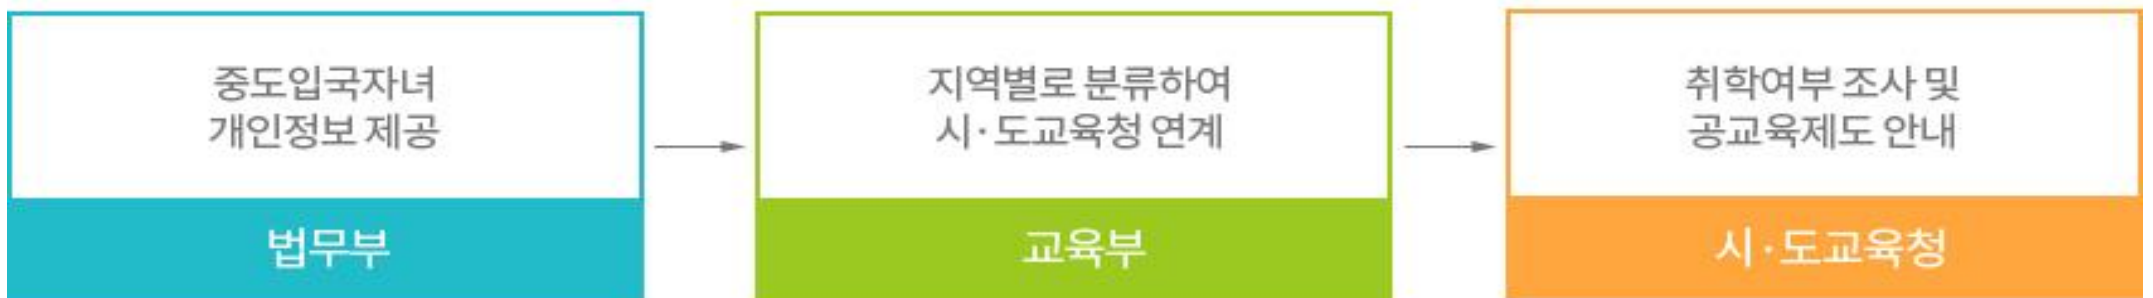 중도입국자녀
개인정보 제공
법무부
지역별로 분류하여
시·도교육청 연계
교육부
취학여부 조사 및
공교육제도 안내
시·도교육청